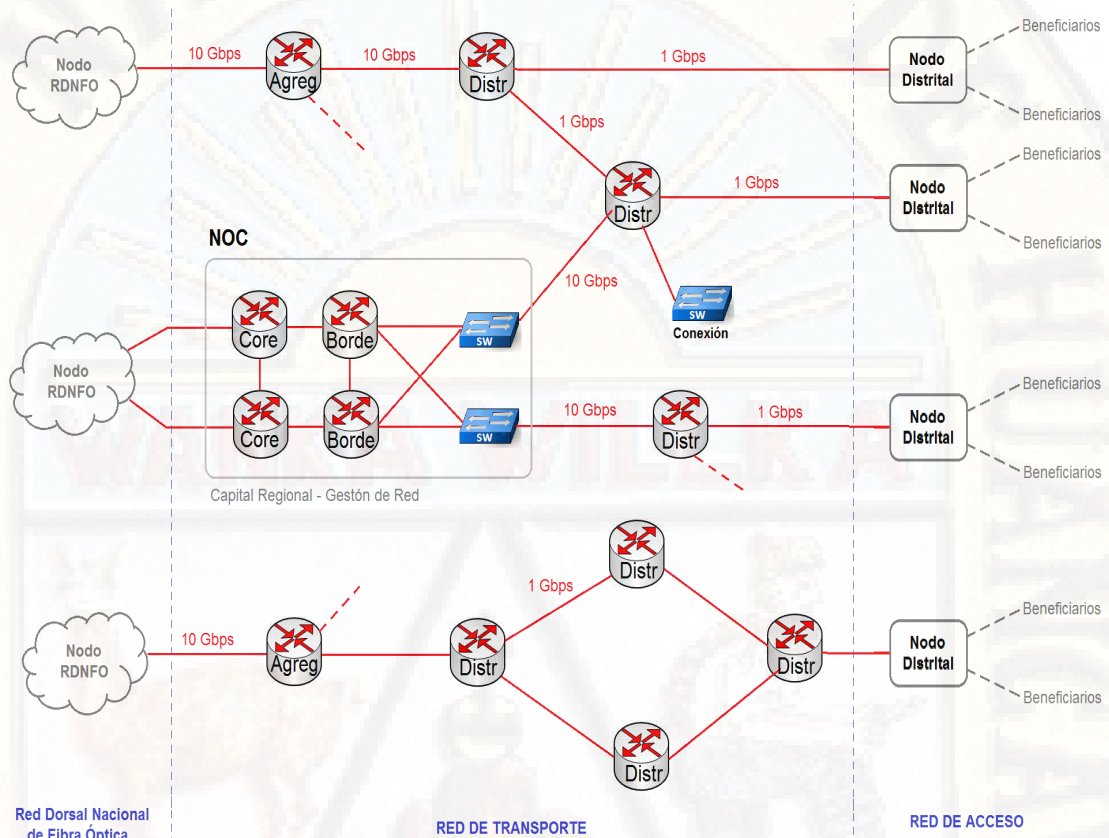 Beneficiarios
Nodo
RDNFO
10 Gbps
Agreg
10 Gbps
Distr
1 Gbps
Nodo
Distrital
Beneficiarios
1 Gbps
Beneficiarios
Distr
1 Gbps
Nodo
Distrital
Beneficiarios
NOC
10 Gbps
SW
Conexión
Nodo
RDNFO
Core
Borde
SW
Core
Borde
SW
10 Gbps
Distr
1 Gbps
Beneficiarios
Nodo
Distrital
Beneficiarios
Capital Regional - Gestión de Red
Nodo
RDNFO
10 Gbps
Agreg
Distr
1 Gbps
Distr
Distr
Distr
Beneficiarios
Nodo
Distrital
Beneficiarios
Red Dorsal Nacional
de Fibra Óptica
RED DE TRANSPORTE
RED DE ACCESO